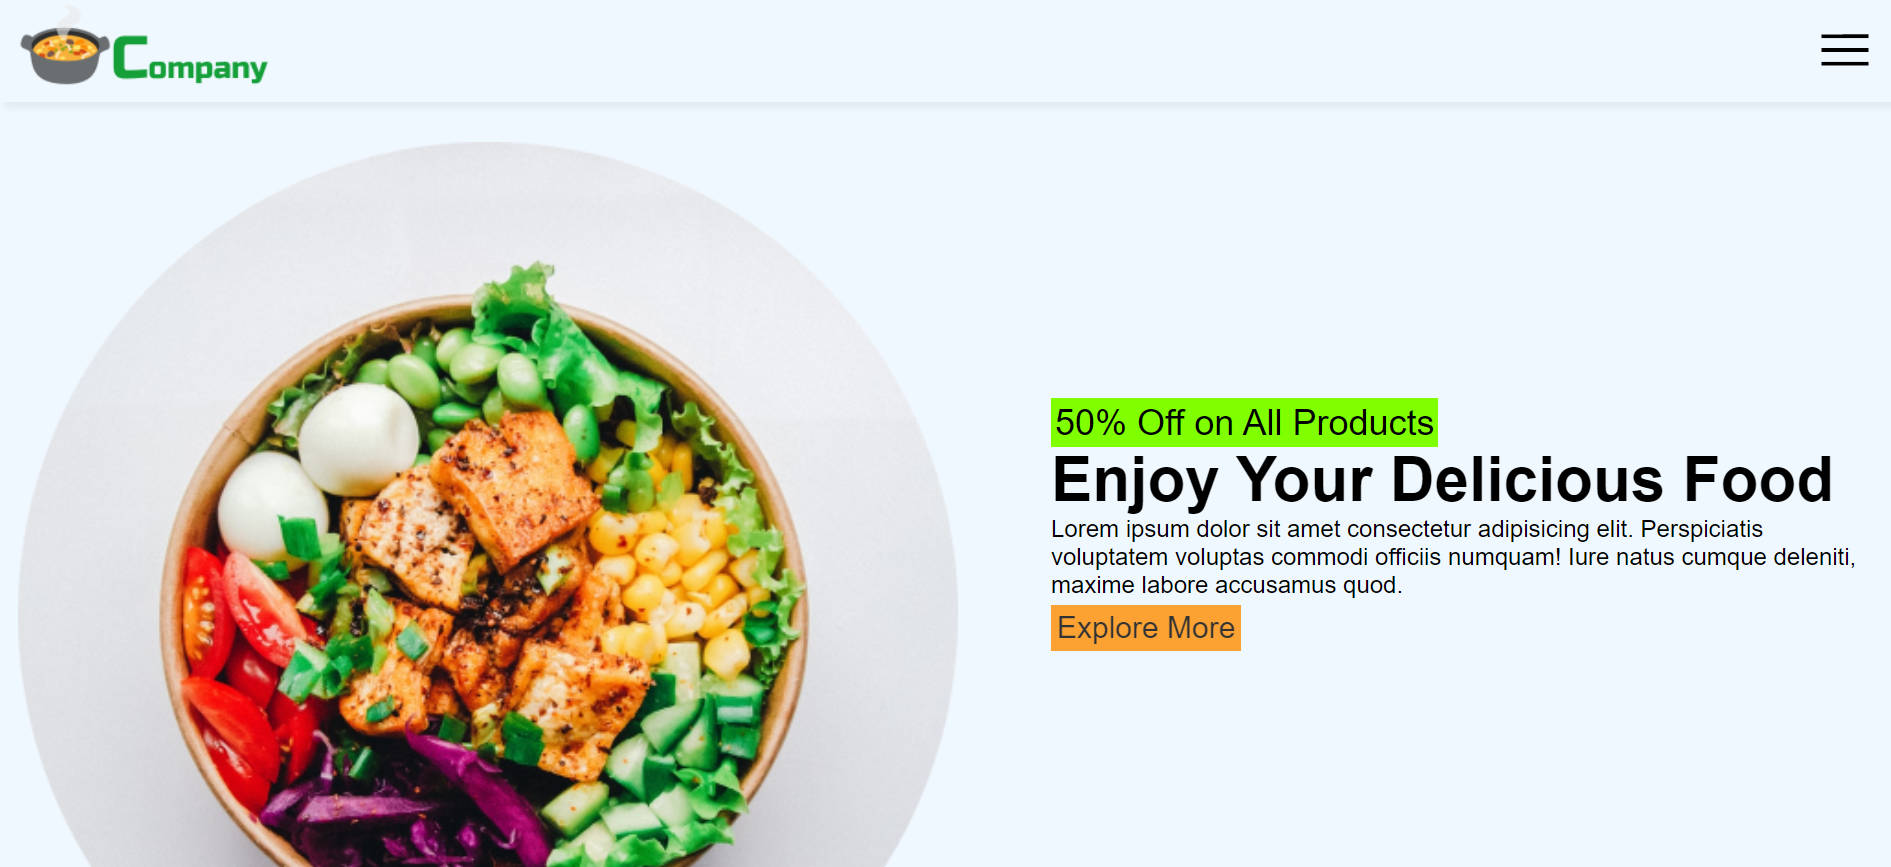 Company
50% Off on All Products
Enjoy Your Delicious Food
Lorem ipsum dolor sit amet consectetur adipisicing elit. Perspiciatis
voluptatem voluptas commodi officiis numquam! Iure natus cumque deleniti,
maxime labore accusamus quod.
Explore More